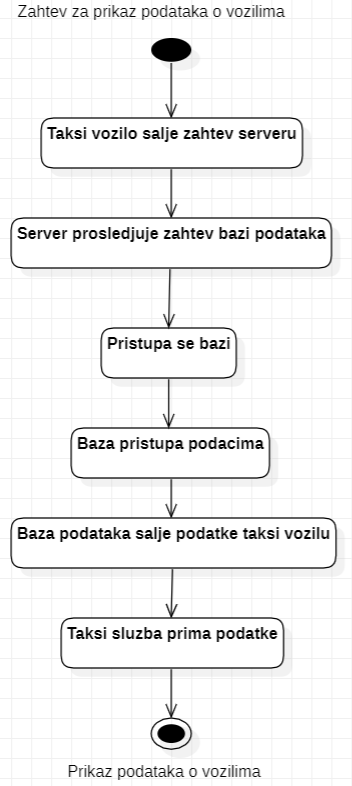 Zahtev za prikaz podataka o vozilima
Taksi vozilo salje zahtev serveru
Server prosledjuje zahtev bazi podataka
Pristupa se bazi
Baza pristupa podacima
Baza podataka salje podatke taksi vozilu
Taksi sluzba prima podatke
Prikaz podataka o vozilima